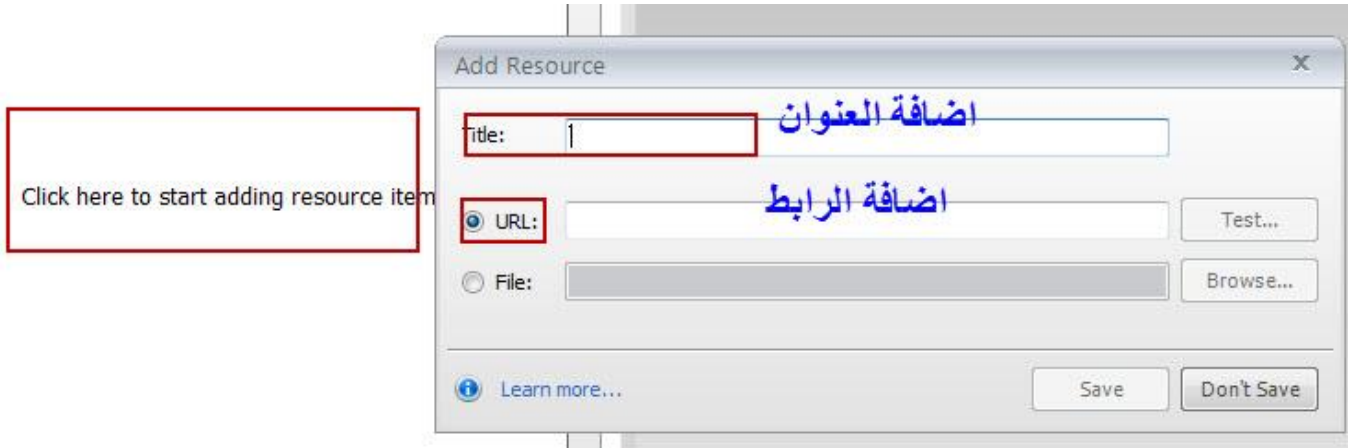 Add Resource
x
Title:
اضافة العنوان
Click here to start adding resource item
URL:
اضافة الرابط
Test...
File:
Browse...
Learn more...
Save
Don't Save